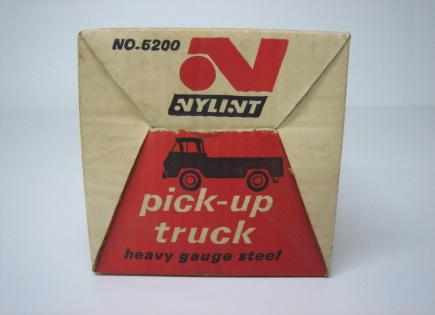 NO-5200
NYLINT
pick-up
truck
heavy gauge steel